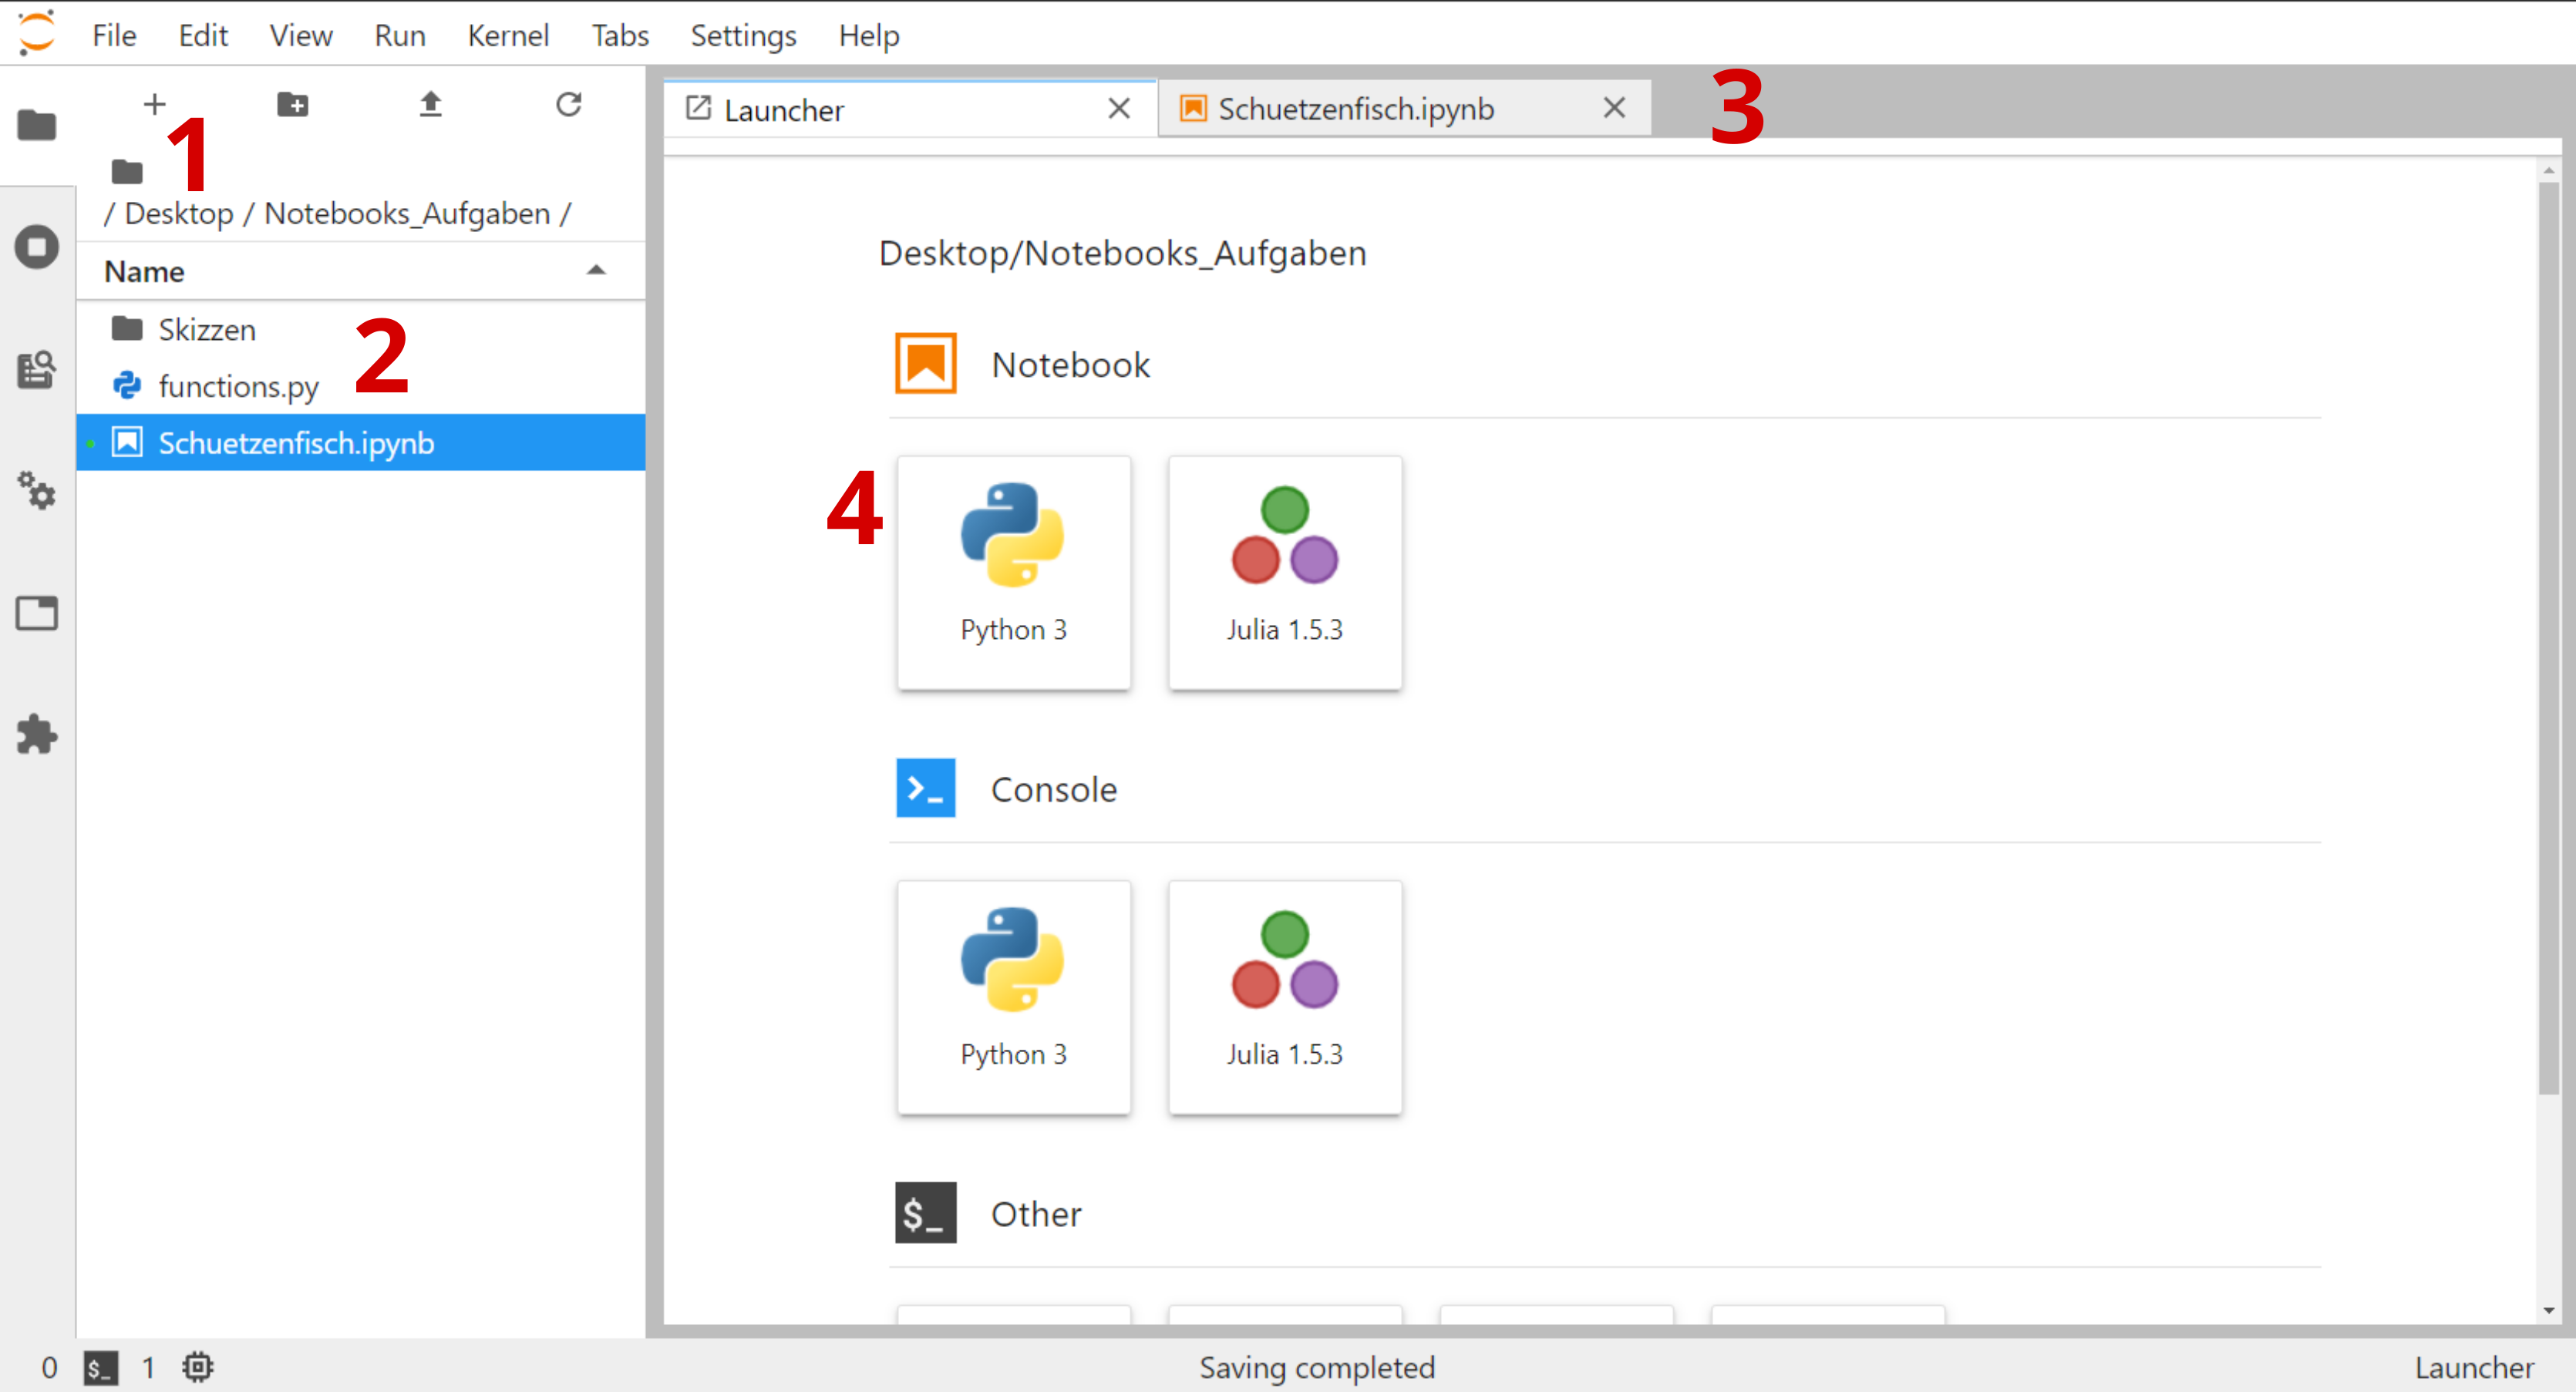 File Edit View Run Kernel Tabs Settings Help
1
/ Desktop / Notebooks_Aufgaben /
Name
Skizzen
2
functions.py
Schuetzenfisch.ipynb
Launcher
Schuetzenfisch.ipynb
3
Desktop/Notebooks_Aufgaben
Notebook
4
Python 3
Julia 1.5.3
>_ Console
Python 3
Julia 1.5.3
$_ Other
0 $_ 1
Saving completed
Launcher